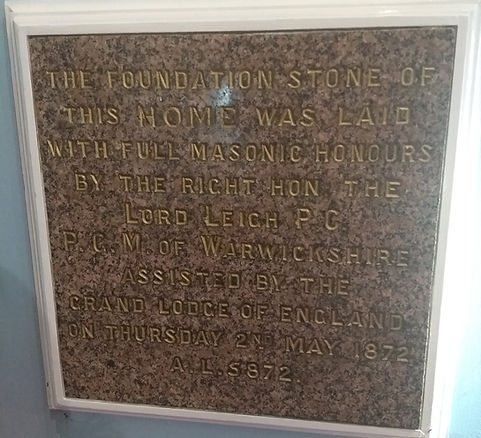 THE FOUNDATION STONE OF
THIS HOME WAS LAID
WITH FULL MASONIC HONOURS
BY THE RIGHT HON. THE
LORD LEIGH P.C.
P.G.M. OF WARWICKSHIRE
ASSISTED BY THE
GRAND LODGE OF ENGLAND.
ON THURSDAY 2ND MAY, 1872
A.L. 5872.